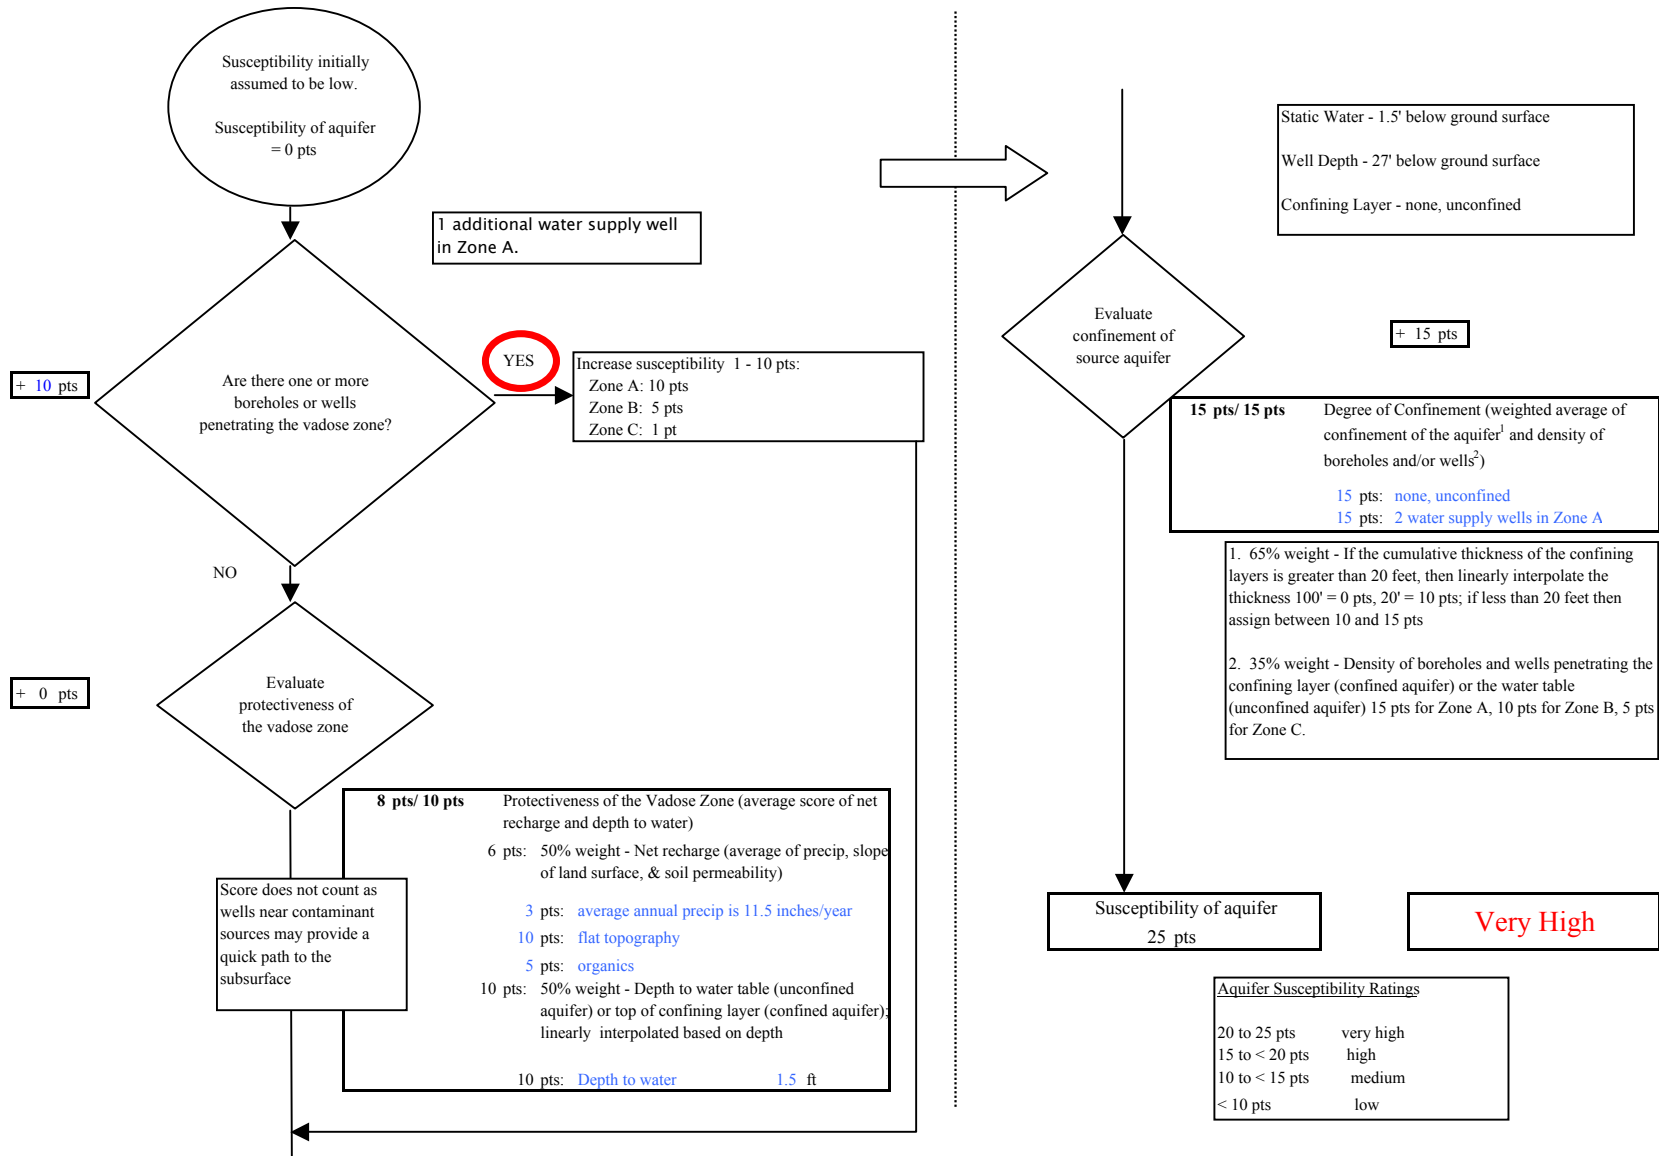 Susceptibility initially
assumed to be low.
Susceptibility of aquifer
= 0 pts
1 additional water supply well
in Zone A.
+ 10 pts
Are there one or more
boreholes or wells
penetrating the vadose zone?
YES
Increase susceptibility 1 - 10 pts:
Zone A: 10 pts
Zone B: 5 pts
Zone C: 1 pt
NO
+ 0 pts
Evaluate
protectiveness of
the vadose zone
8 pts/ 10 pts Protectiveness of the Vadose Zone (average score of net
recharge and depth to water)
6 pts: 50% weight - Net recharge (average of precip, slope
of land surface, & soil permeability)
3 pts: average annual precip is 11.5 inches/year
10 pts: flat topography
5 pts: organics
10 pts: 50% weight - Depth to water table (unconfined
aquifer) or top of confining layer (confined aquifer);
linearly interpolated based on depth
10 pts: Depth to water 1.5 ft
Score does not count as
wells near contaminant
sources may provide a
quick path to the
subsurface
Static Water - 1.5' below ground surface
Well Depth - 27' below ground surface
Confining Layer - none, unconfined
Evaluate
confinement of
source aquifer
+ 15 pts
15 pts/ 15 pts Degree of Confinement (weighted average of
confinement of the aquifer1 and density of
boreholes and/or wells2)
15 pts: none, unconfined
15 pts: 2 water supply wells in Zone A
1. 65% weight - If the cumulative thickness of the confining
layers is greater than 20 feet, then linearly interpolate the
thickness 100' = 0 pts, 20' = 10 pts; if less than 20 feet then
assign between 10 and 15 pts
2. 35% weight - Density of boreholes and wells penetrating the
confining layer (confined aquifer) or the water table
(unconfined aquifer) 15 pts for Zone A, 10 pts for Zone B, 5 pts
for Zone C.
Susceptibility of aquifer
25 pts
Very High
Aquifer Susceptibility Ratings
20 to 25 pts very high
15 to < 20 pts high
10 to < 15 pts medium
< 10 pts low